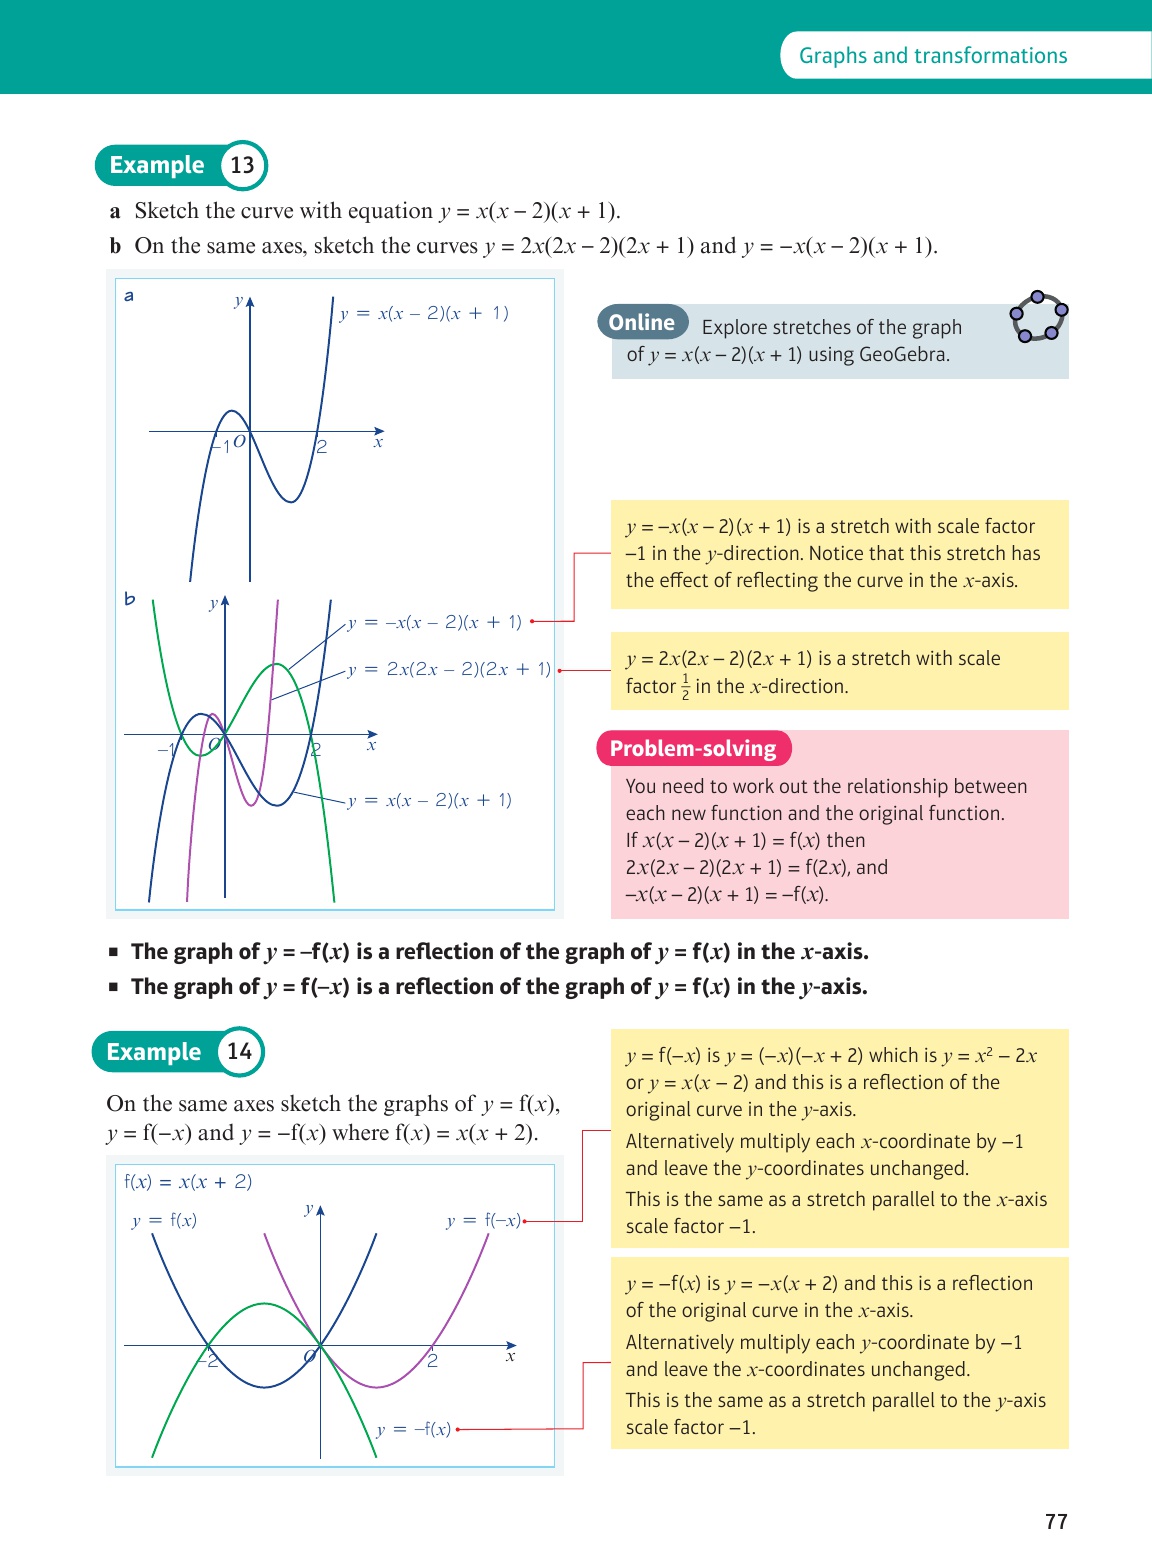 Graphs and transformations
Example 13
a Sketch the curve with equation y = x(x – 2)(x + 1).
b On the same axes, sketch the curves y = 2x(2x – 2)(2x + 1) and y = –x(x – 2)(x + 1).
a
y
y = x(x – 2)(x + 1)
–1
O
2
x
Online Explore stretches of the graph
of y = x(x – 2)(x + 1) using GeoGebra.
y = –x(x – 2)(x + 1) is a stretch with scale factor
–1 in the y-direction. Notice that this stretch has
the effect of reflecting the curve in the x-axis.
b
y
y = –x(x – 2)(x + 1)
y = 2x(2x – 2)(2x + 1)
–1
O
2
x
y = x(x – 2)(x + 1)
y = 2x(2x – 2)(2x + 1) is a stretch with scale
factor 1/2 in the x-direction.
Problem-solving
You need to work out the relationship between
each new function and the original function.
If x(x – 2)(x + 1) = f(x) then
2x(2x – 2)(2x + 1) = f(2x), and
–x(x – 2)(x + 1) = –f(x).
■ The graph of y = –f(x) is a reflection of the graph of y = f(x) in the x-axis.
■ The graph of y = f(–x) is a reflection of the graph of y = f(x) in the y-axis.
Example 14
On the same axes sketch the graphs of y = f(x),
y = f(–x) and y = –f(x) where f(x) = x(x + 2).
f(x) = x(x + 2)
y = f(x)
y
y = f(–x)
–2
O
2
x
y = –f(x)
y = f(–x) is y = (–x)(–x + 2) which is y = x² – 2x
or y = x(x – 2) and this is a reflection of the
original curve in the y-axis.
Alternatively multiply each x-coordinate by –1
and leave the y-coordinates unchanged.
This is the same as a stretch parallel to the x-axis
scale factor –1.
y = –f(x) is y = –x(x + 2) and this is a reflection
of the original curve in the x-axis.
Alternatively multiply each y-coordinate by –1
and leave the x-coordinates unchanged.
This is the same as a stretch parallel to the y-axis
scale factor –1.
77